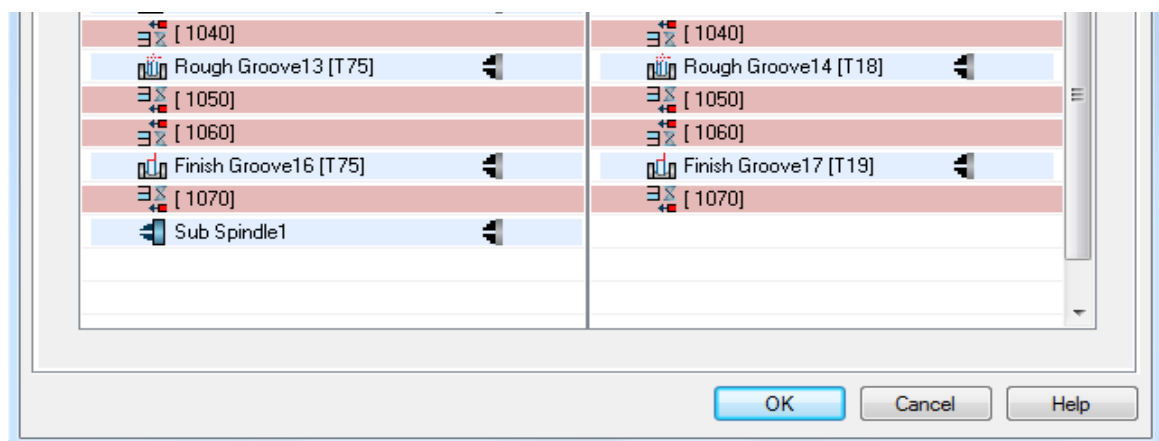 [ 1040] [ 1040]
Rough Groove13 [T75] Rough Groove14 [T18]
[ 1050] [ 1050]
[ 1060] [ 1060]
Finish Groove16 [T75] Finish Groove17 [T19]
[ 1070] [ 1070]
Sub Spindle1
OK Cancel Help